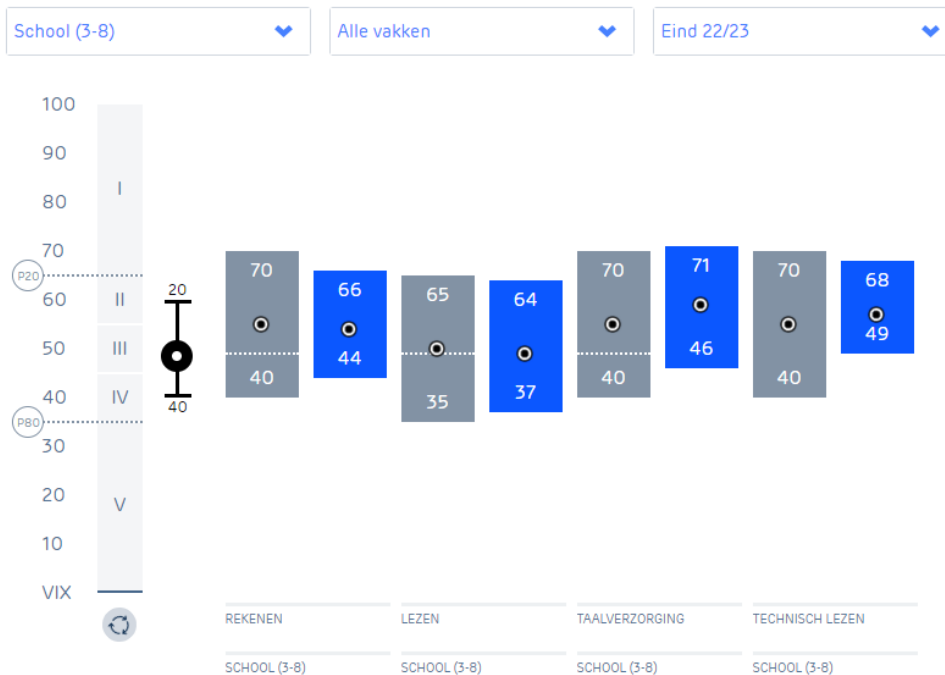 School (3-8)
Alle vakken
Eind 22/23
100
90
80
70
60
50
40
30
20
10
VIX
P20
P80
I
II
III
IV
V
20
40
70
40
66
44
65
35
64
37
70
40
71
46
70
40
68
49
REKENEN
LEZEN
TAALVERZORGING
TECHNISCH LEZEN
SCHOOL (3-8)
SCHOOL (3-8)
SCHOOL (3-8)
SCHOOL (3-8)